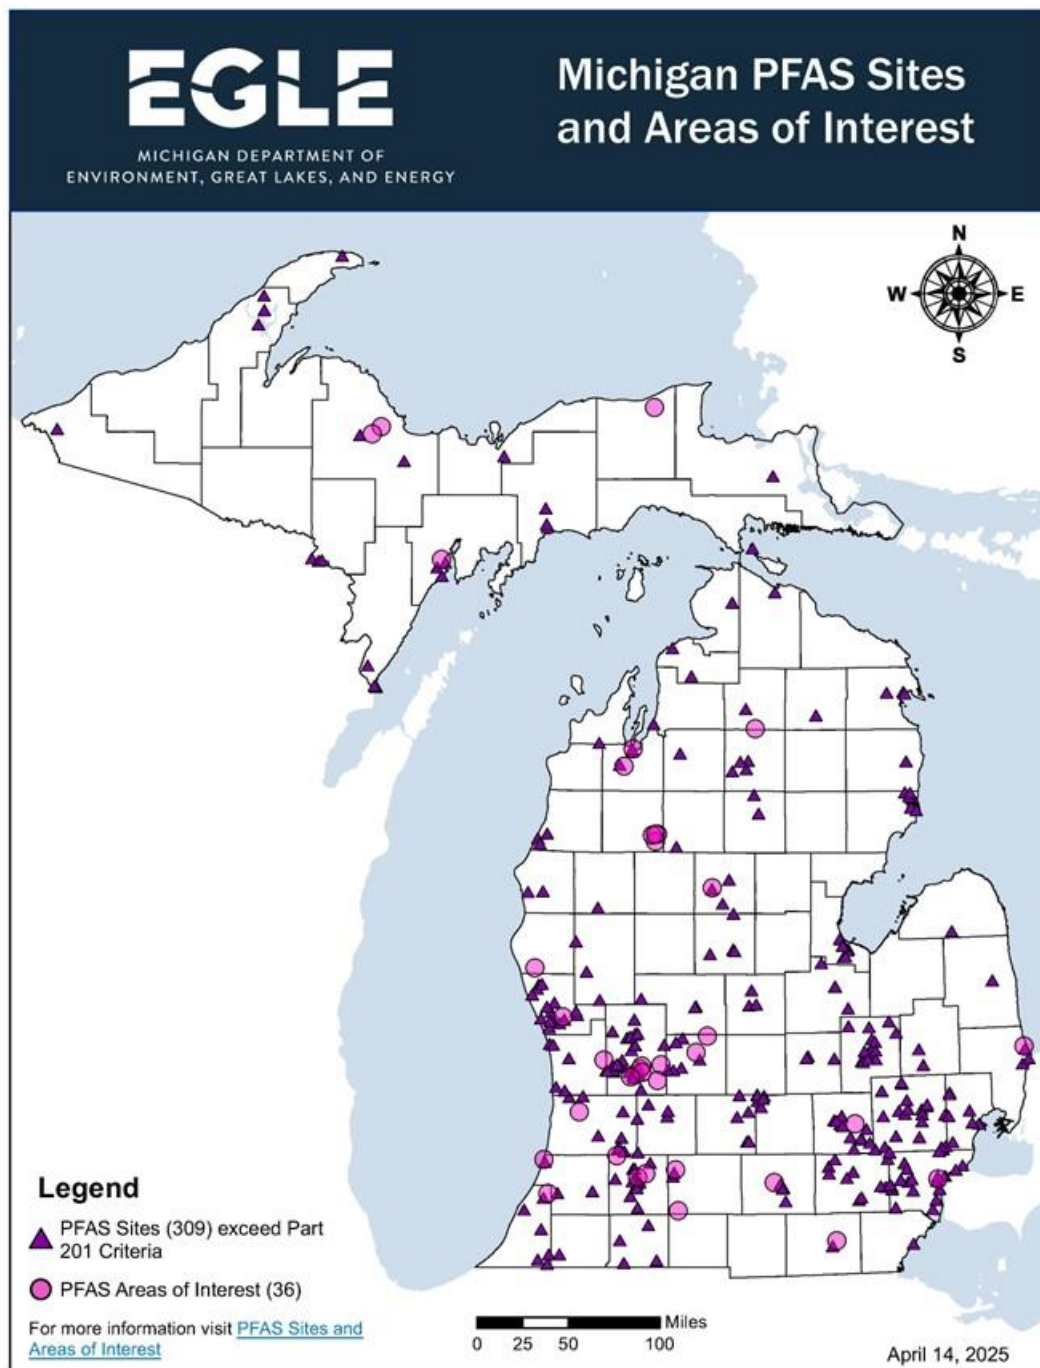 EGLE
MICHIGAN DEPARTMENT OF
ENVIRONMENT, GREAT LAKES, AND ENERGY
Michigan PFAS Sites
and Areas of Interest
N
W E
S
Legend
PFAS Sites (309) exceed Part
201 Criteria
PFAS Areas of Interest (36)
For more information visit PFAS Sites and
Areas of Interest
Miles
0 25 50 100
April 14, 2025